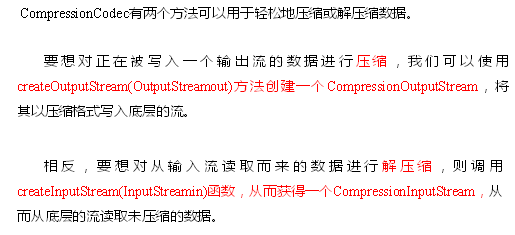 CompressionCodec有两个方法可以用于轻松地压缩或解压缩数据。
要想对正在被写入一个输出流的数据进行压缩，我们可以使用
createOutputStream(OutputStreamout)方法创建一个CompressionOutputStream，将
其以压缩格式写入底层的流。
相反，要想对从输入流读取而来的数据进行解压缩，则调用
createInputStream(InputStreamin)函数，从而获得一个CompressionInputStream，从
而从底层的流读取未压缩的数据。